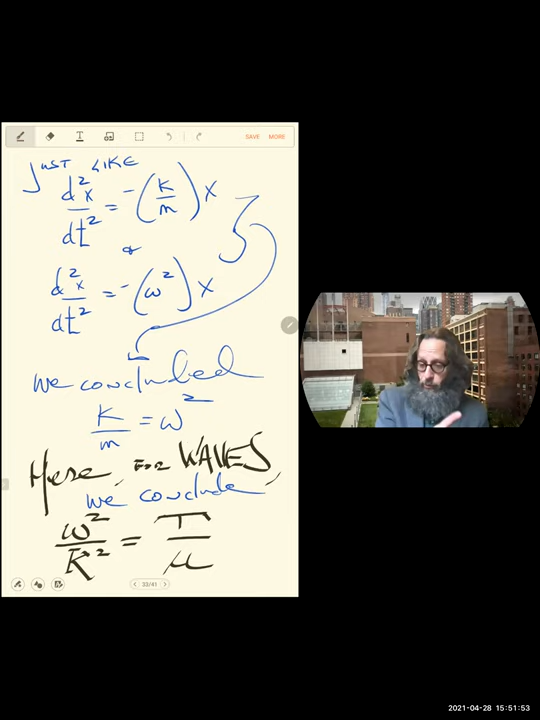 SAVE MORE
JUST LIKE
d²x/dt² = -(k/m) x
&
d²x/dt² = -(ω²) x
we concluded
k/m = ω²
Here, FOR WAVES,
we conclude
ω²/k² = T/μ
33/41
2021-04-28 15:51:53